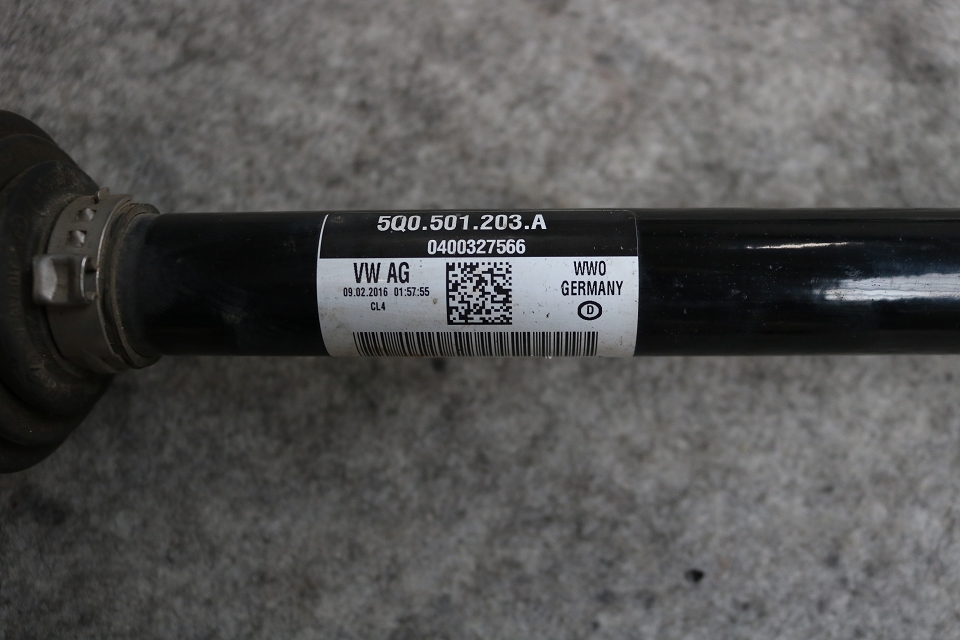 5Q0.501.203.A
0400327566
VW AG
09.02.2016 01:57:55
CL4
WWO
GERMANY
D